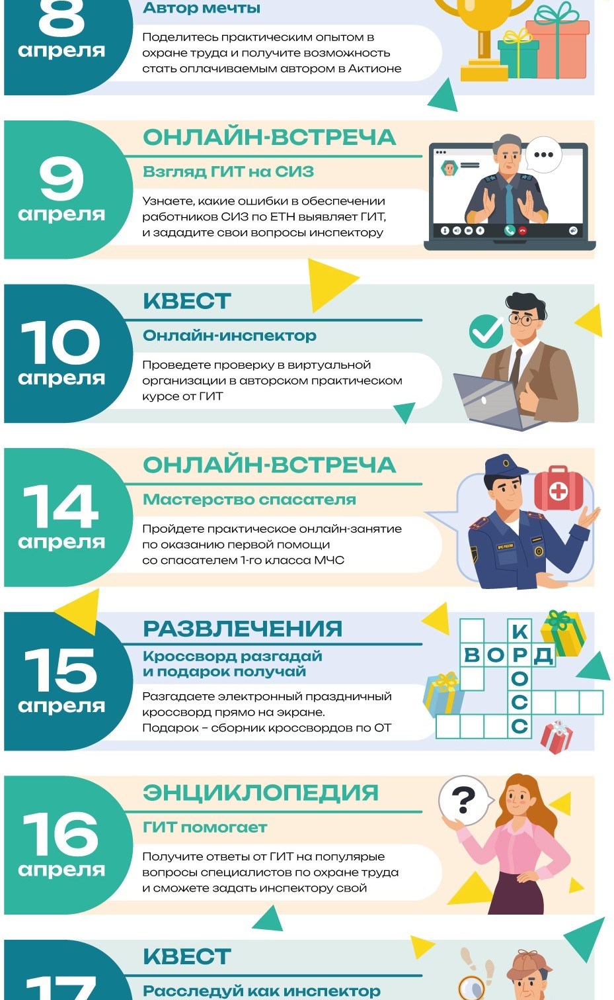 8
апреля
Автор мечты
Поделитесь практическим опытом в
охране труда и получите возможность
стать оплачиваемым автором в Актионе
9
апреля
ОНЛАЙН-ВСТРЕЧА
Взгляд ГИТ на СИЗ
Узнаете, какие ошибки в обеспечении
работников СИЗ по ЕТН выявляет ГИТ,
и зададите свои вопросы инспектору
10
апреля
КВЕСТ
Онлайн-инспектор
Проведете проверку в виртуальной
организации в авторском практическом
курсе от ГИТ
14
апреля
ОНЛАЙН-ВСТРЕЧА
Мастерство спасателя
Пройдете практическое онлайн-занятие
по оказанию первой помощи
со спасателем 1-го класса МЧС
МЧС РОССИИ
15
апреля
РАЗВЛЕЧЕНИЯ
Кроссворд разгадай
и подарок получай
Разгадаете электронный праздничный
кроссворд прямо на экране.
Подарок – сборник кроссвордов по ОТ
К
ВОРД
О
С
С
16
апреля
ЭНЦИКЛОПЕДИЯ
ГИТ помогает
Получите ответы от ГИТ на популярые
вопросы специалистов по охране труда
и сможете задать инспектору свой
?
17
КВЕСТ
Расследуй как инспектор